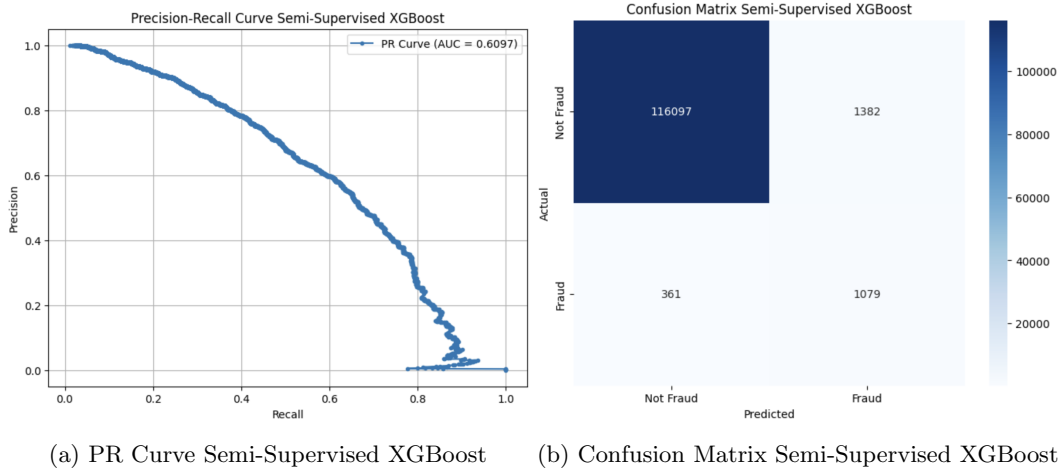 Precision-Recall Curve Semi-Supervised XGBoost
PR Curve (AUC = 0.6097)
1.0
0.8
0.6
0.4
0.2
0.0
Precision
0.0 0.2 0.4 0.6 0.8 1.0
Recall
(a) PR Curve Semi-Supervised XGBoost
Confusion Matrix Semi-Supervised XGBoost
Not Fraud
Fraud
Actual
116097 1382
361 1079
Not Fraud Fraud
Predicted
100000
80000
60000
40000
20000
(b) Confusion Matrix Semi-Supervised XGBoost